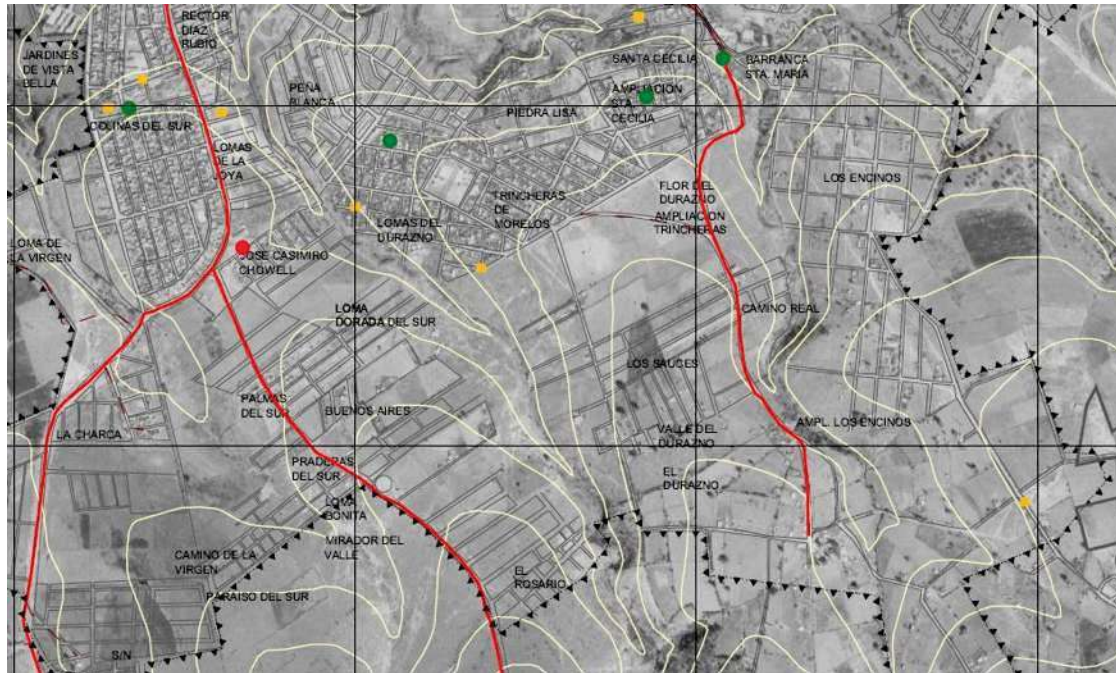 RECTOR
DIAZ
RUBIO
JARDINES
DE VISTA
BELLA
COLINAS DEL SUR
PENA
BLANCA
LOMAS
DE LA
JOYA
SANTA CECILIA
BARRANCA
STA. MARIA
AMPLIACION
STA.
CECILIA
PIEDRA LISA
LOS ENCINOS
FLOR DEL
DURAZNO
AMPLIACION
TRINCHERAS
TRINCHERAS
DE
MORELOS
LOMAS DEL
DURAZNO
LOMA DE
LA VIRGEN
JOSE CASIMIRO
CHOWELL
LOMA
DORADA DEL SUR
CAMINO REAL
LOS SAUCES
PALMAS
DEL SUR
BUENOS AIRES
LA CHARCA
VALLE DEL
DURAZNO
AMPL. LOS ENCINOS
PRADERAS
DEL SUR
EL
DURAZNO
LOMA
BONITA
MIRADOR DEL
VALLE
CAMINO DE LA
VIRGEN
EL
ROSARIO
PARAISO DEL SUR
S/N